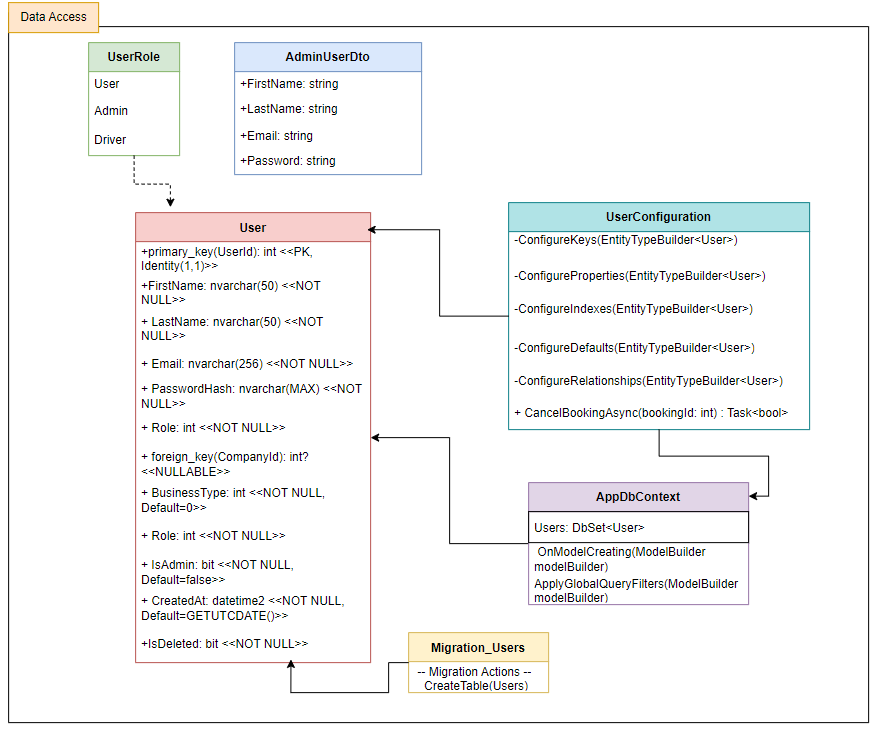 Data Access
UserRole
User
Admin
Driver
AdminUserDto
+FirstName: string
+LastName: string
+Email: string
+Password: string
User
+primary_key(UserId): int <<PK,
Identity(1,1)>>
+FirstName: nvarchar(50) <<NOT
NULL>>
+ LastName: nvarchar(50) <<NOT
NULL>>
+ Email: nvarchar(256) <<NOT NULL>>
+ PasswordHash: nvarchar(MAX) <<NOT
NULL>>
+ Role: int <<NOT NULL>>
+ foreign_key(CompanyId): int?
<<NULLABLE>>
+ BusinessType: int <<NOT NULL,
Default=0>>
+ Role: int <<NOT NULL>>
+ IsAdmin: bit <<NOT NULL,
Default=false>>
+ CreatedAt: datetime2 <<NOT NULL,
Default=GETUTCDATE()>>
+IsDeleted: bit <<NOT NULL>>
UserConfiguration
-ConfigureKeys(EntityTypeBuilder<User>)
-ConfigureProperties(EntityTypeBuilder<User>)
-ConfigureIndexes(EntityTypeBuilder<User>)
-ConfigureDefaults(EntityTypeBuilder<User>)
-ConfigureRelationships(EntityTypeBuilder<User>)
+ CancelBookingAsync(bookingId: int) : Task<bool>
AppDbContext
Users: DbSet<User>
OnModelCreating(ModelBuilder
modelBuilder)
ApplyGlobalQueryFilters(ModelBuilder
modelBuilder)
Migration_Users
-- Migration Actions --
CreateTable(Users)